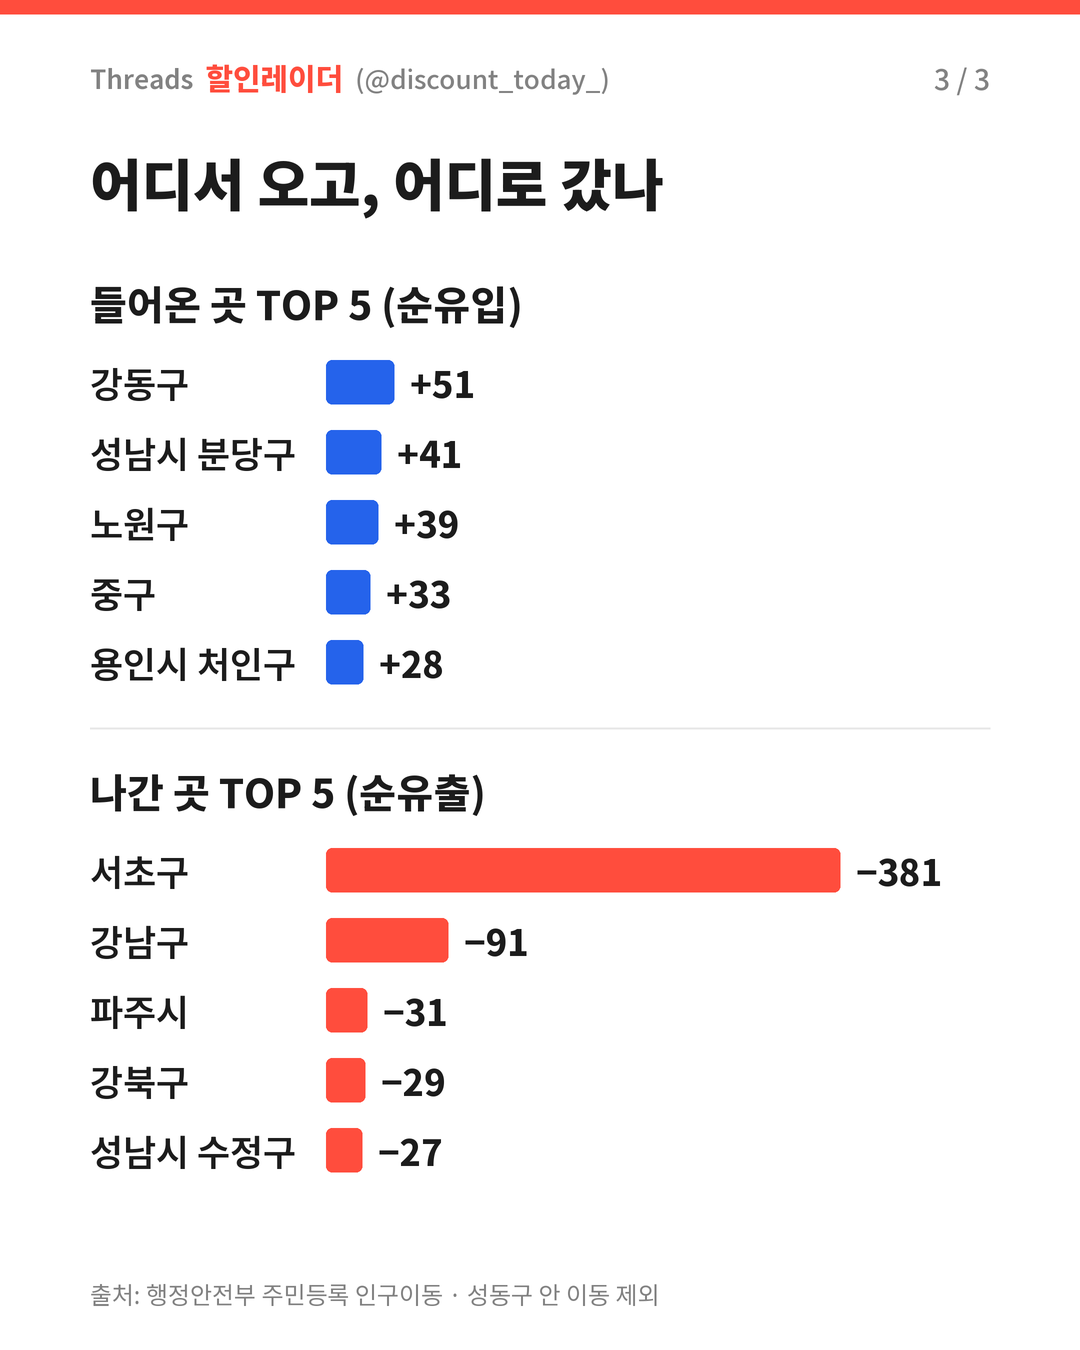 Threads 할인레이더 (@discount_today_) 3 / 3
어디서 오고, 어디로 갔나
들어온 곳 TOP 5 (순유입)
강동구 +51
성남시 분당구 +41
노원구 +39
중구 +33
용인시 처인구 +28
나간 곳 TOP 5 (순유출)
서초구 −381
강남구 −91
파주시 −31
강북구 −29
성남시 수정구 −27
출처: 행정안전부 주민등록 인구이동 · 성동구 안 이동 제외